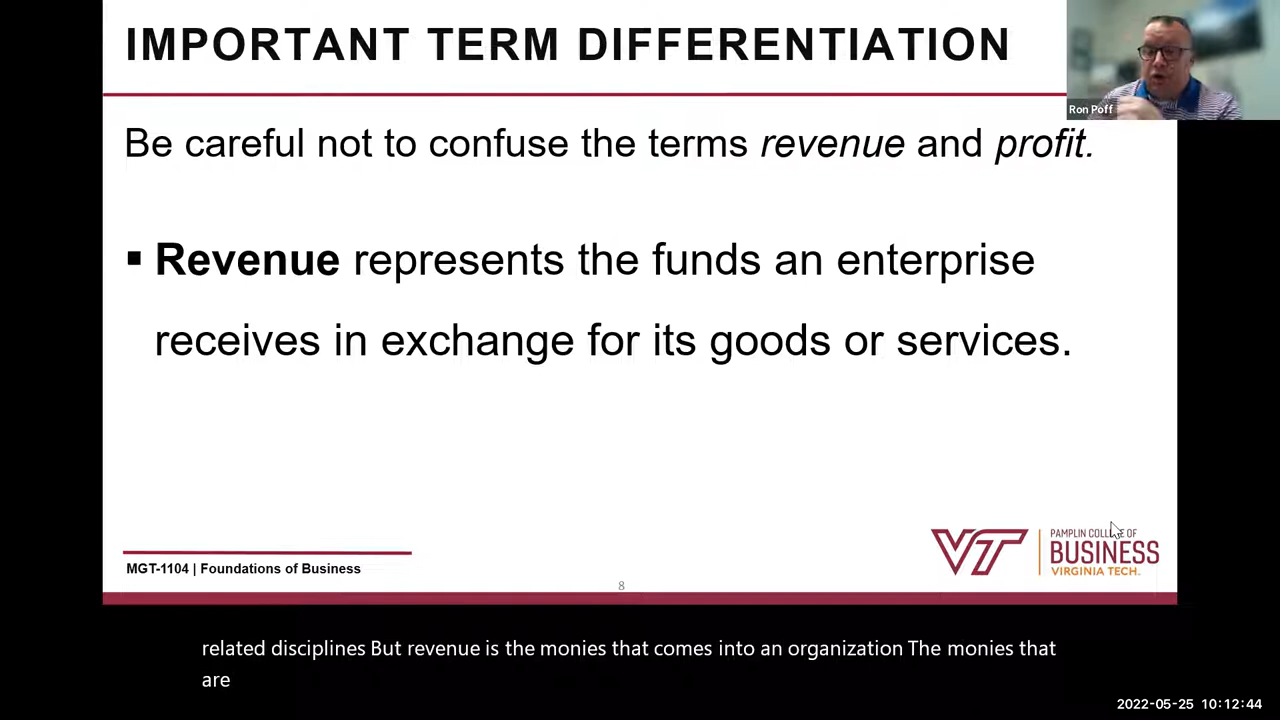 IMPORTANT TERM DIFFERENTIATION
Ron Poff
Be careful not to confuse the terms revenue and profit.
▪ Revenue represents the funds an enterprise
receives in exchange for its goods or services.
VT
PAMPLIN COLLEGE OF
BUSINESS
VIRGINIA TECH.
MGT-1104 | Foundations of Business
8
related disciplines But revenue is the monies that comes into an organization The monies that
are
2022-05-25 10:12:44